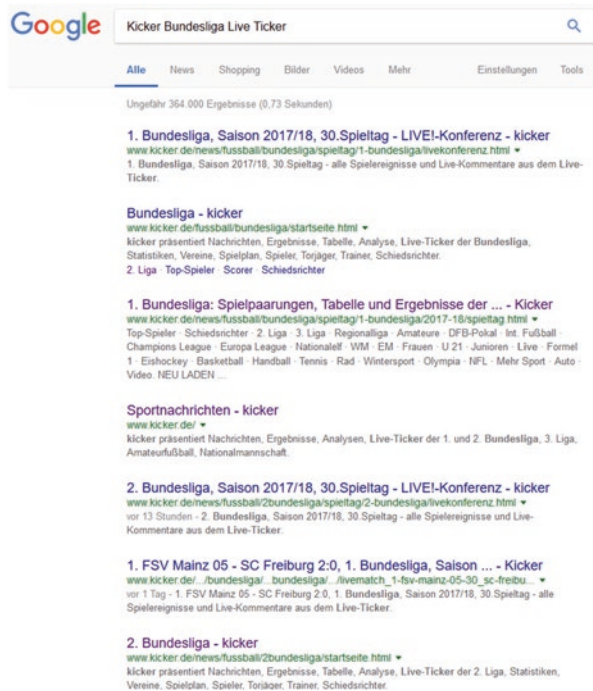 Google
Kicker Bundesliga Live Ticker
Alle News Shopping Bilder Videos Mehr Einstellungen Tools
Ungefähr 364.000 Ergebnisse (0,73 Sekunden)
1. Bundesliga, Saison 2017/18, 30.Spieltag - LIVE!-Konferenz - kicker
www.kicker.de/news/fussball/bundesliga/spieltag/1-bundesliga/livekonferenz.html
1. Bundesliga, Saison 2017/18, 30.Spieltag - alle Spielereignisse und Live-Kommentare aus dem Live-
Ticker.
Bundesliga - kicker
www.kicker.de/fussball/bundesliga/startseite.html
kicker präsentiert Nachrichten, Ergebnisse, Tabelle, Analyse, Live-Ticker der Bundesliga,
Statistiken, Vereine, Spielplan, Spieler, Torjäger, Trainer, Schiedsrichter.
2. Liga · Top-Spieler · Scorer · Schiedsrichter
1. Bundesliga: Spielpaarungen, Tabelle und Ergebnisse der ... - Kicker
www.kicker.de/news/fussball/bundesliga/spieltag/1-bundesliga/2017-18/spieltag.html
Top-Spieler · Schiedsrichter · 2. Liga · 3. Liga · Regionalliga · Amateure · DFB-Pokal · Int. Fußball ·
Champions League · Europa League · Nationalelf · WM · EM · Frauen · U 21 · Junioren · Live · Formel
1 · Eishockey · Basketball · Handball · Tennis · Rad · Wintersport · Olympia · NFL · Mehr Sport · Auto ·
Video. NEU LADEN ...
Sportnachrichten - kicker
www.kicker.de/
kicker präsentiert Nachrichten, Ergebnisse, Analysen, Live-Ticker der 1. und 2. Bundesliga, 3. Liga,
Amateurfußball, Nationalmannschaft.
2. Bundesliga, Saison 2017/18, 30.Spieltag - LIVE!-Konferenz - kicker
www.kicker.de/news/fussball/2bundesliga/spieltag/2-bundesliga/livekonferenz.html
vor 13 Stunden - 2. Bundesliga, Saison 2017/18, 30.Spieltag - alle Spielereignisse und Live-
Kommentare aus dem Live-Ticker.
1. FSV Mainz 05 - SC Freiburg 2:0, 1. Bundesliga, Saison ... - Kicker
www.kicker.de/.../bundesliga/...bundesliga/.../livematch_1-fsv-mainz-05-30_sc-freibu...
vor 1 Tag - 1. FSV Mainz 05 - SC Freiburg 2:0, 1. Bundesliga, Saison 2017/18, 30.Spieltag - alle
Spielereignisse und Live-Kommentare aus dem Live-Ticker.
2. Bundesliga - kicker
www.kicker.de/news/fussball/2bundesliga/startseite.html
kicker präsentiert Nachrichten, Ergebnisse, Tabelle, Analyse, Live-Ticker der 2. Liga, Statistiken,
Vereine, Spielplan, Spieler, Torjäger, Trainer, Schiedsrichter.